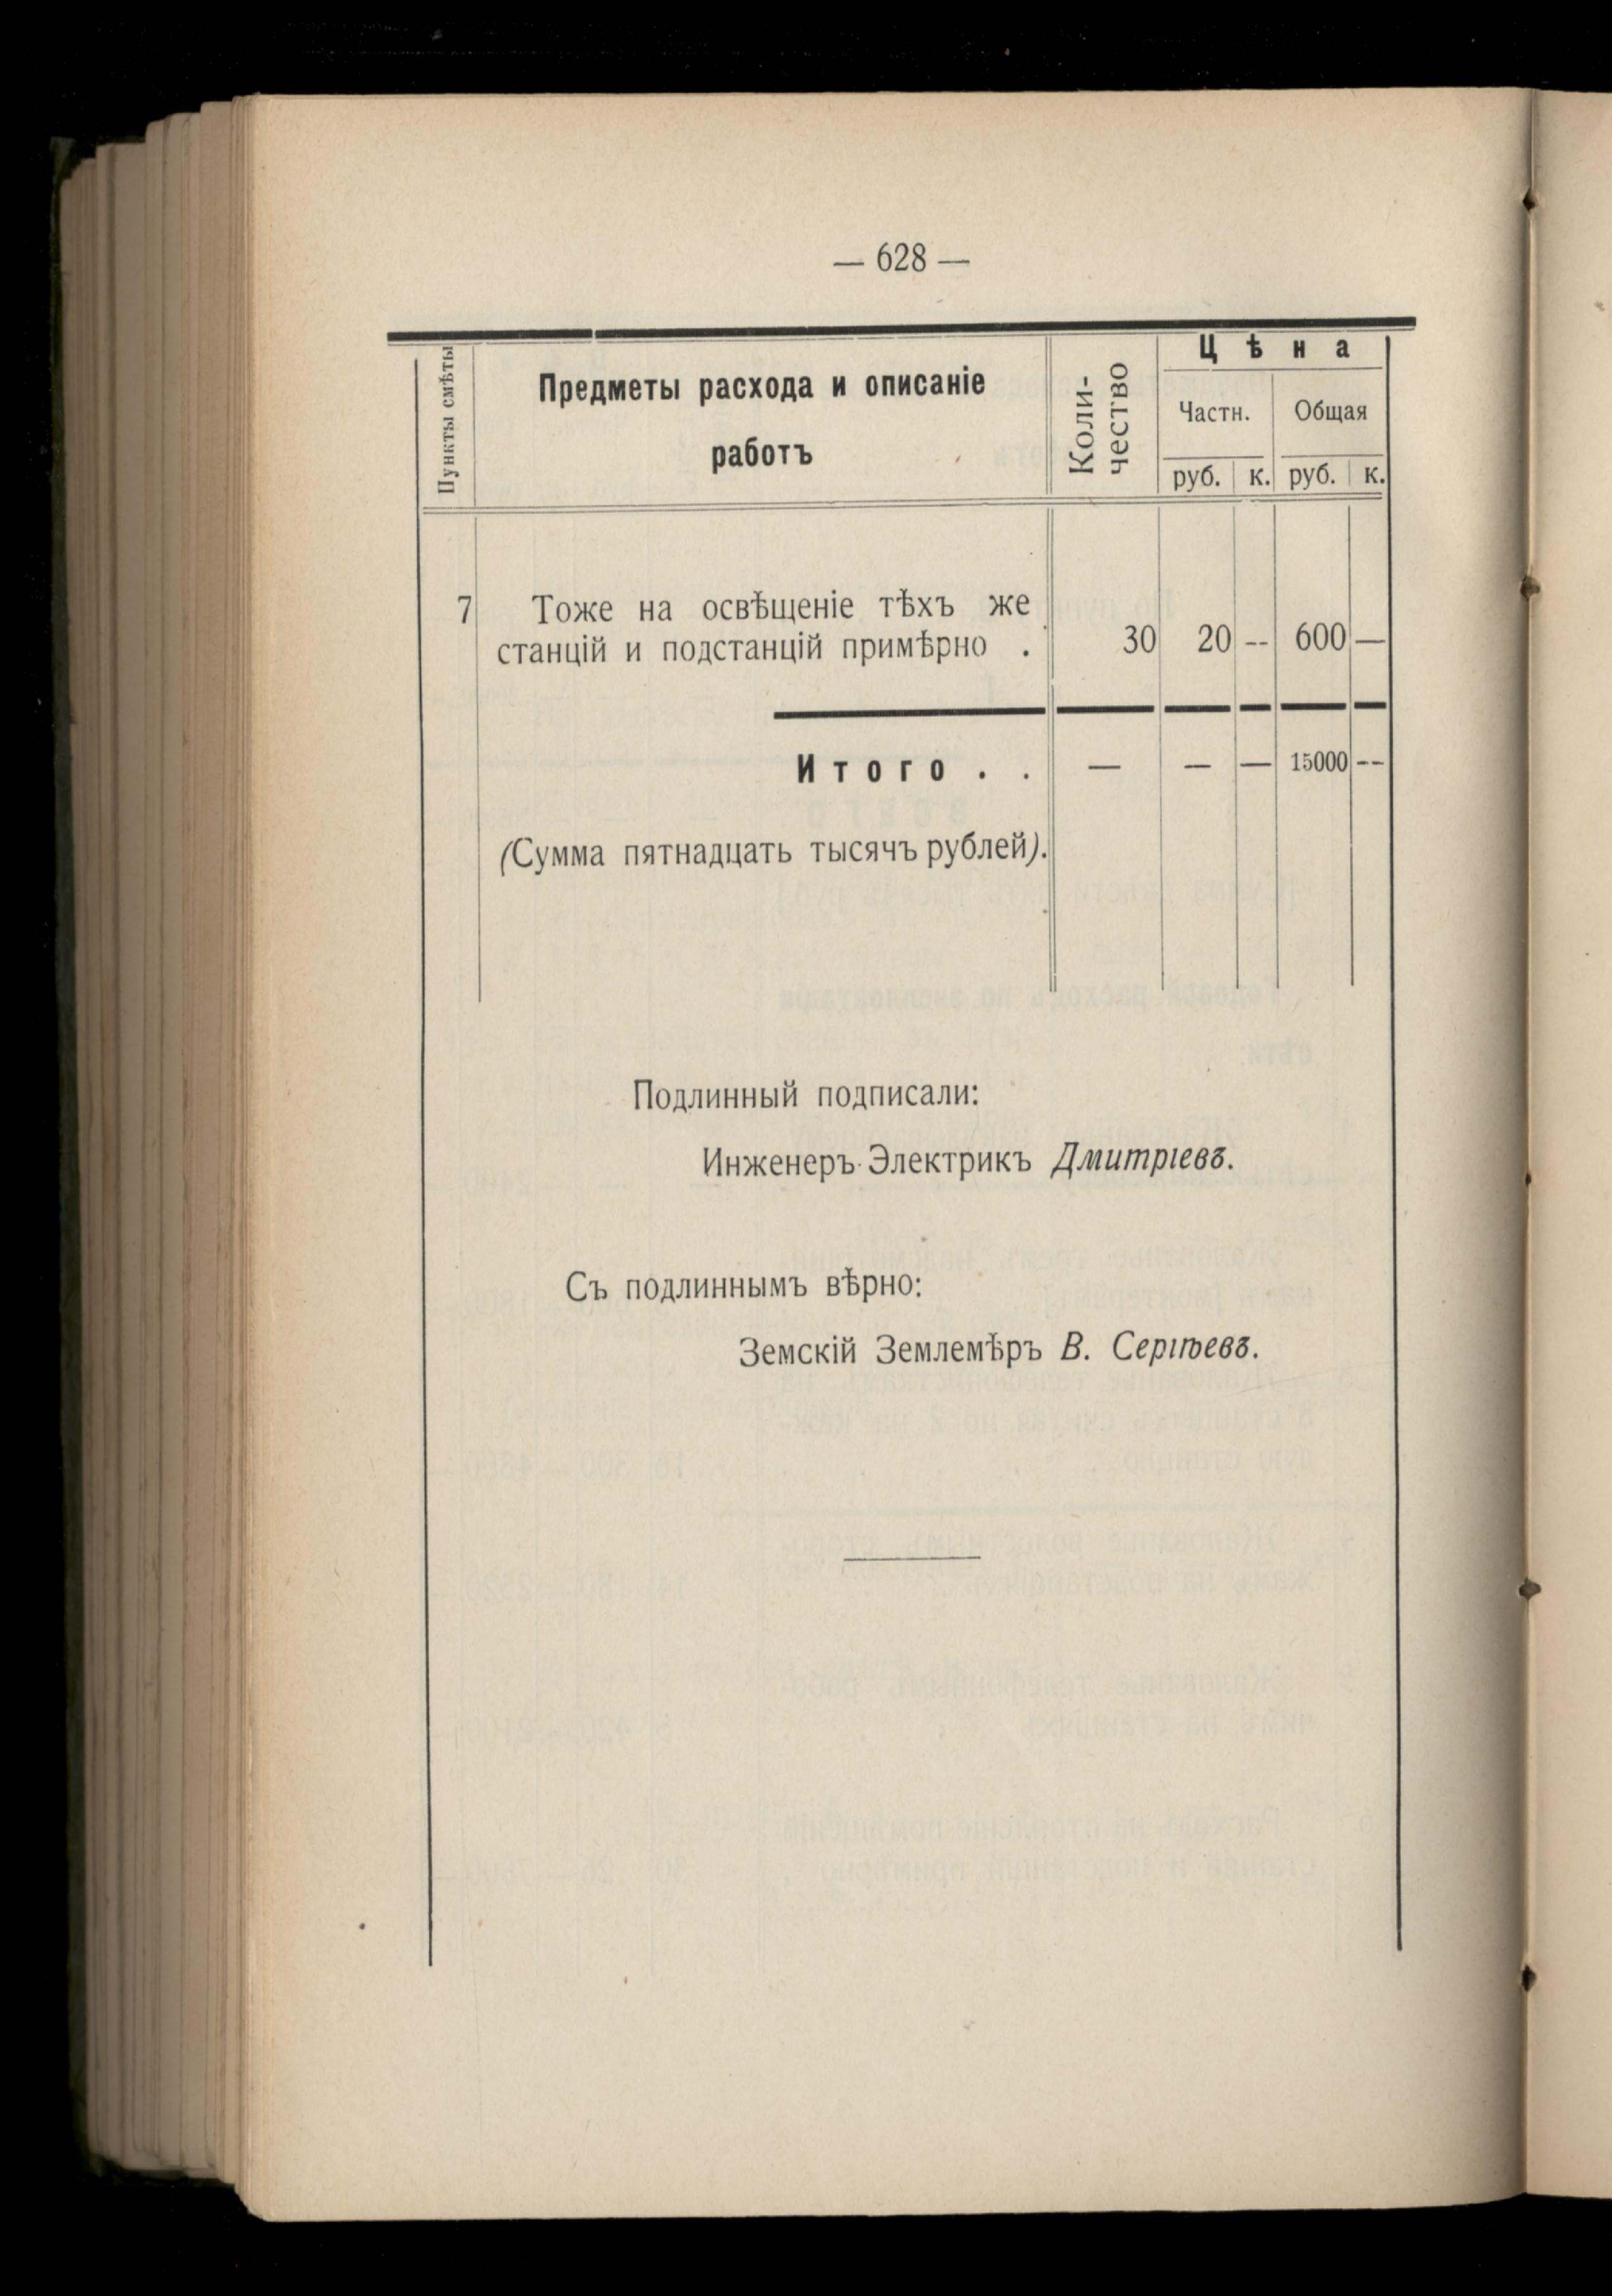 — 628 —
Пункты смѣты
Предметы расхода и описаніе
работъ
Коли-
чество
Цѣна
Частн. Общая
руб. к. руб. к.
7 Тоже на освѣщеніе тѣхъ же
станцій и подстанцій примѣрно . 30 20 -- 600 —
Итого . . — — — 15000 --
(Сумма пятнадцать тысячъ рублей).
Подлинный подписали:
Инженеръ-Электрикъ Дмитріевъ.
Съ подлиннымъ вѣрно:
Земскій Землемѣръ В. Сергѣевъ.